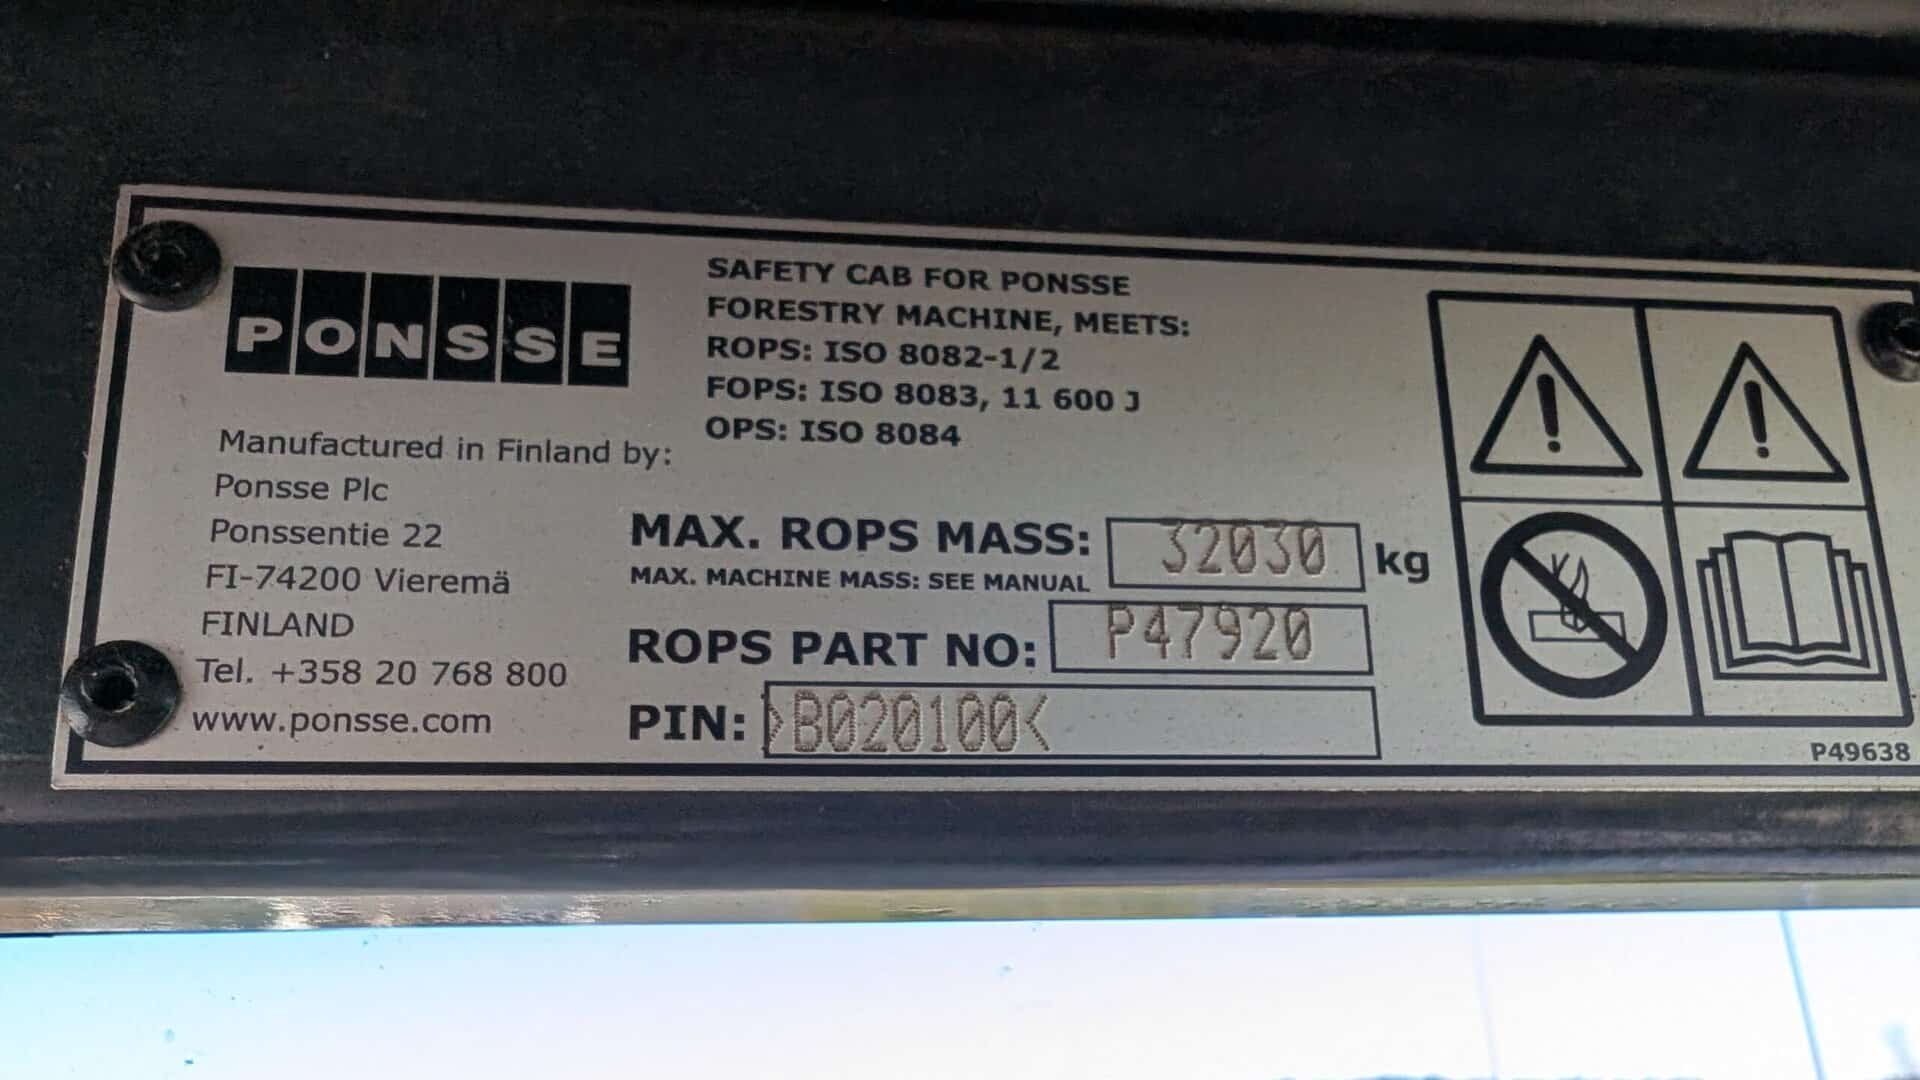 PONSSE
Manufactured in Finland by:
Ponsse Plc
Ponssentie 22
FI-74200 Vieremä
FINLAND
Tel. +358 20 768 800
www.ponsse.com
SAFETY CAB FOR PONSSE
FORESTRY MACHINE, MEETS:
ROPS: ISO 8082-1/2
FOPS: ISO 8083, 11 600 J
OPS: ISO 8084
MAX. ROPS MASS: 32030 kg
MAX. MACHINE MASS: SEE MANUAL
ROPS PART NO: P47920
PIN: >B020100<
P49638